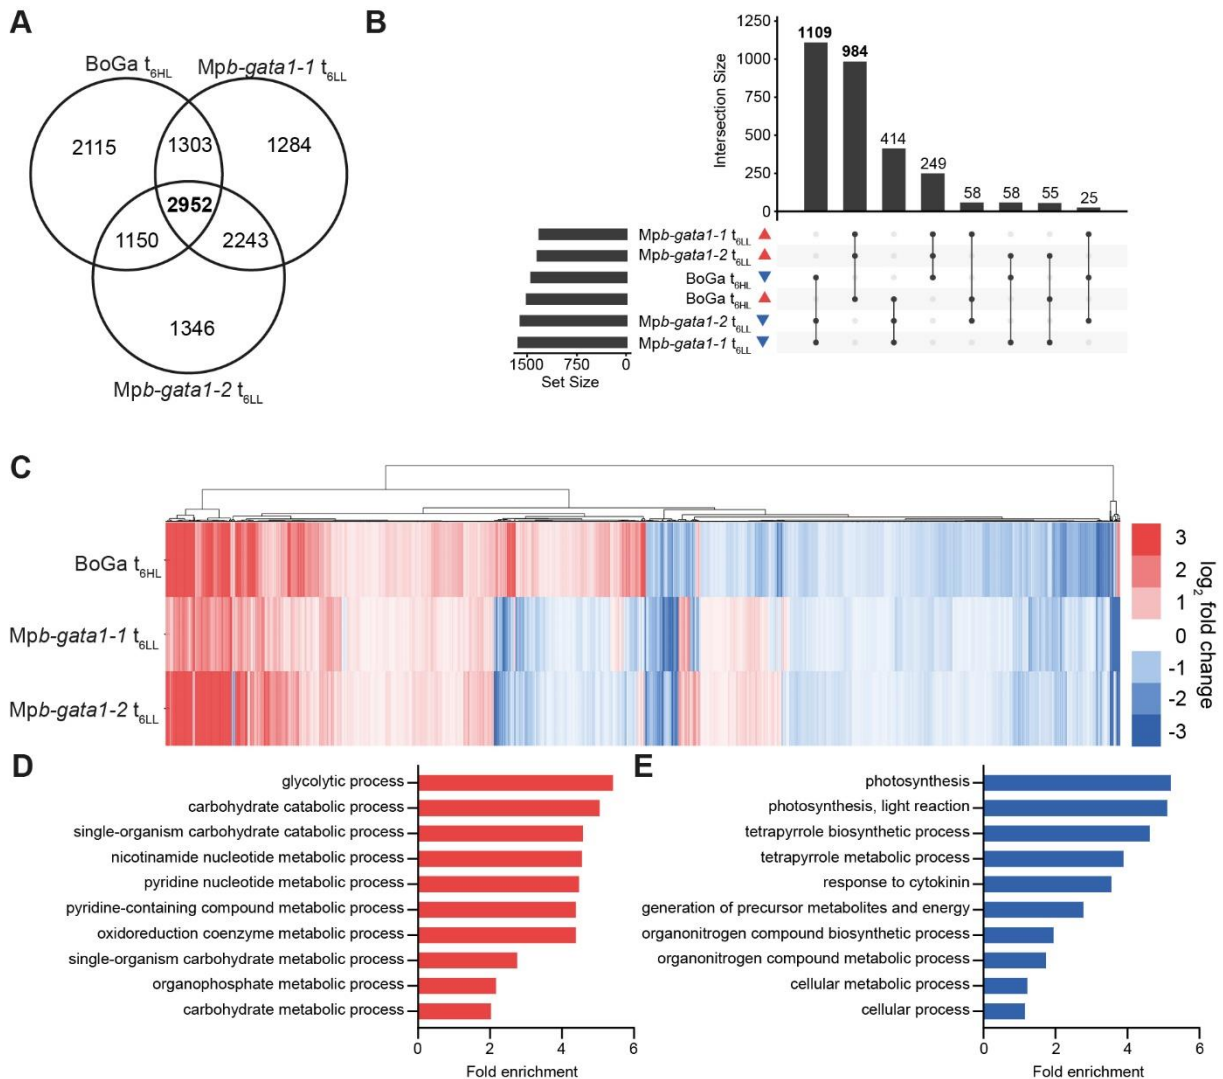 A
BoGa t6HL
Mpb-gata1-1 t6LL
2115
1303
1284
2952
1150
2243
1346
Mpb-gata1-2 t6LL
B
Intersection Size
1250
1000
750
500
250
0
1109
984
414
249
58
58
55
25
Mpb-gata1-1 t6LL
Mpb-gata1-2 t6LL
BoGa t6HL
BoGa t6HL
Mpb-gata1-2 t6LL
Mpb-gata1-1 t6LL
1500 750 0
Set Size
C
BoGa t6HL
Mpb-gata1-1 t6LL
Mpb-gata1-2 t6LL
3
2
1
0
-1
-2
-3
log2 fold change
D
glycolytic process
carbohydrate catabolic process
single-organism carbohydrate catabolic process
nicotinamide nucleotide metabolic process
pyridine nucleotide metabolic process
pyridine-containing compound metabolic process
oxidoreduction coenzyme metabolic process
single-organism carbohydrate metabolic process
organophosphate metabolic process
carbohydrate metabolic process
0 2 4 6
Fold enrichment
E
photosynthesis
photosynthesis, light reaction
tetrapyrrole biosynthetic process
tetrapyrrole metabolic process
response to cytokinin
generation of precursor metabolites and energy
organonitrogen compound biosynthetic process
organonitrogen compound metabolic process
cellular metabolic process
cellular process
0 2 4 6
Fold enrichment